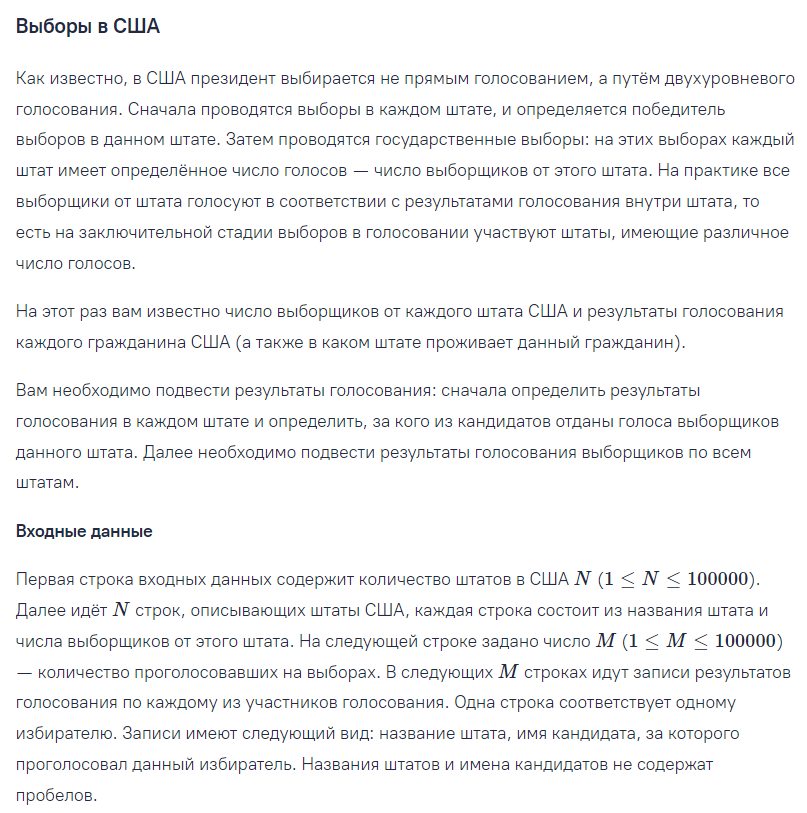 Выборы в США
Как известно, в США президент выбирается не прямым голосованием, а путём двухуровневого
голосования. Сначала проводятся выборы в каждом штате, и определяется победитель
выборов в данном штате. Затем проводятся государственные выборы: на этих выборах каждый
штат имеет определённое число голосов — число выборщиков от этого штата. На практике все
выборщики от штата голосуют в соответствии с результатами голосования внутри штата, то
есть на заключительной стадии выборов в голосовании участвуют штаты, имеющие различное
число голосов.
На этот раз вам известно число выборщиков от каждого штата США и результаты голосования
каждого гражданина США (а также в каком штате проживает данный гражданин).
Вам необходимо подвести результаты голосования: сначала определить результаты
голосования в каждом штате и определить, за кого из кандидатов отданы голоса выборщиков
данного штата. Далее необходимо подвести результаты голосования выборщиков по всем
штатам.
Входные данные
Первая строка входных данных содержит количество штатов в США N (1 ≤ N ≤ 100000).
Далее идёт N строк, описывающих штаты США, каждая строка состоит из названия штата и
числа выборщиков от этого штата. На следующей строке задано число M (1 ≤ M ≤ 100000)
— количество проголосовавших на выборах. В следующих M строках идут записи результатов
голосования по каждому из участников голосования. Одна строка соответствует одному
избирателю. Записи имеют следующий вид: название штата, имя кандидата, за которого
проголосовал данный избиратель. Названия штатов и имена кандидатов не содержат
пробелов.